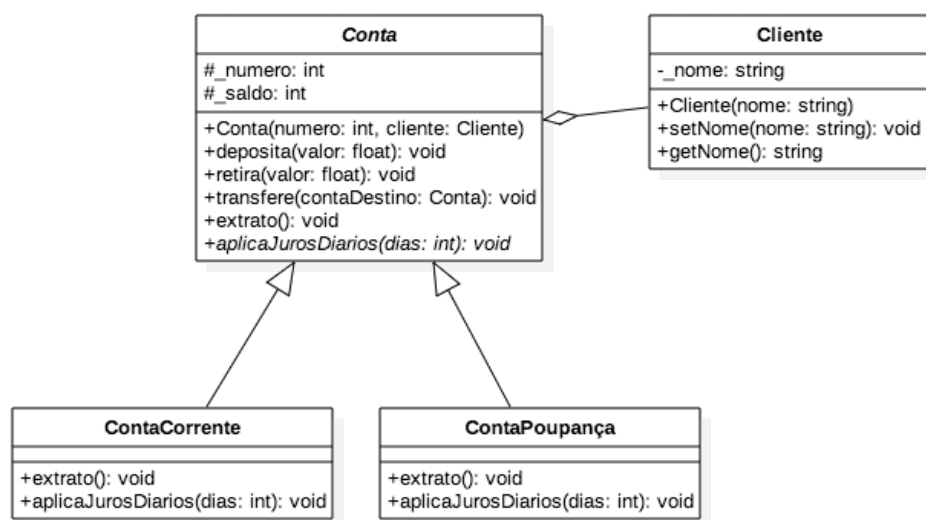 Conta
#_numero: int
#_saldo: int
+Conta(numero: int, cliente: Cliente)
+deposita(valor: float): void
+retira(valor: float): void
+transfere(contaDestino: Conta): void
+extrato(): void
+aplicaJurosDiarios(dias: int): void
Cliente
-_nome: string
+Cliente(nome: string)
+setNome(nome: string): void
+getNome(): string
ContaCorrente
+extrato(): void
+aplicaJurosDiarios(dias: int): void
ContaPoupança
+extrato(): void
+aplicaJurosDiarios(dias: int): void